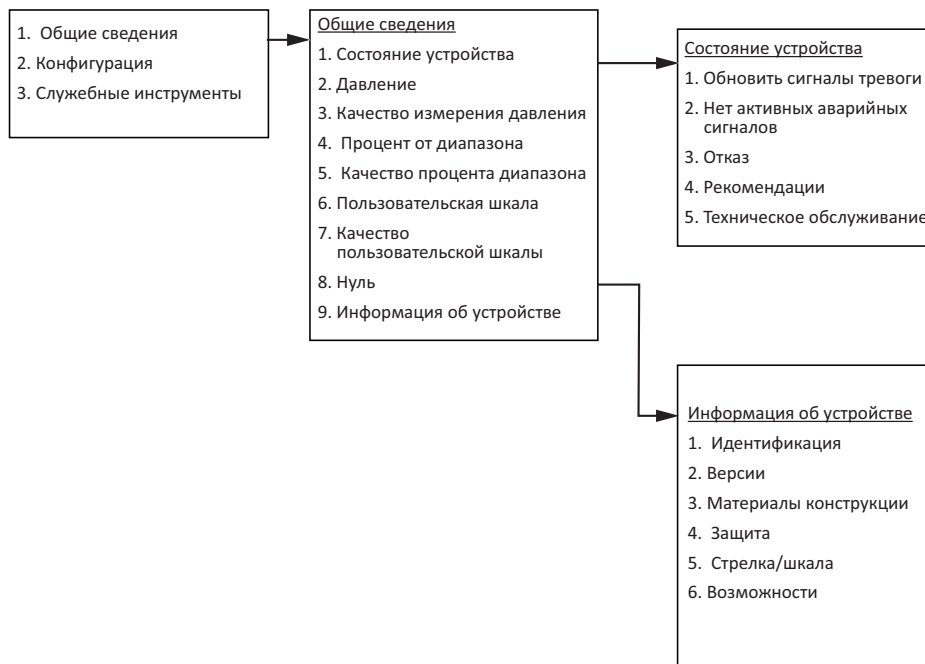 1. Общие сведения
2. Конфигурация
3. Служебные инструменты
Общие сведения
1. Состояние устройства
2. Давление
3. Качество измерения давления
4. Процент от диапазона
5. Качество процента диапазона
6. Пользовательская шкала
7. Качество
пользовательской шкалы
8. Нуль
9. Информация об устройстве
Состояние устройства
1. Обновить сигналы тревоги
2. Нет активных аварийных
сигналов
3. Отказ
4. Рекомендации
5. Техническое обслуживание
Информация об устройстве
1. Идентификация
2. Версии
3. Материалы конструкции
4. Защита
5. Стрелка/шкала
6. Возможности